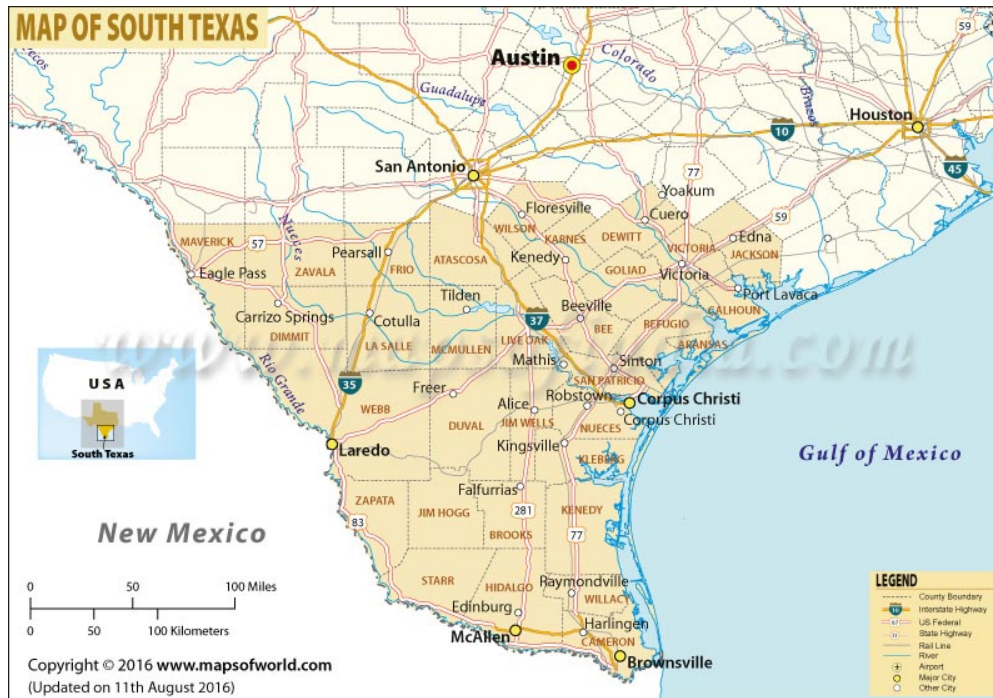 MAP OF SOUTH TEXAS
Pecos
Austin
Colorado
Guadalupe
Brazos
59
Houston
10
45
San Antonio
77
Yoakum
Floresville
Cuero
59
Nueces
WILSON
KARNES
DEWITT
MAVERICK
57
Pearsall
FRIO
ATASCOSA
Kenedy
VICTORIA
Edna
JACKSON
GOLIAD
Victoria
Eagle Pass
ZAVALA
Tilden
Beeville
Port Lavaca
Carrizo Springs
Cotulla
37
BEE
REFUGIO
CALHOUN
DIMMIT
LA SALLE
MCMULLEN
LIVE OAK
ARANSAS
Mathis
Sinton
USA
South Texas
Rio Grande
35
SAN PATRICIO
Freer
Robstown
Corpus Christi
WEBB
Alice
Corpus Christi
DUVAL
JIM WELLS
NUECES
Laredo
Kingsville
KLEBERG
Gulf of Mexico
Falfurrias
ZAPATA
JIM HOGG
281
KENEDY
83
BROOKS
77
New Mexico
STARR
HIDALGO
Raymondville
WILLACY
0 50 100 Miles
0 50 100 Kilometers
Edinburg
Harlingen
McAllen
CAMERON
Brownsville
LEGEND
County Boundary
10 Interstate Highway
US Federal
State Highway
Rail Line
River
Airport
Major City
Other City
Copyright © 2016 www.mapsofworld.com
(Updated on 11th August 2016)